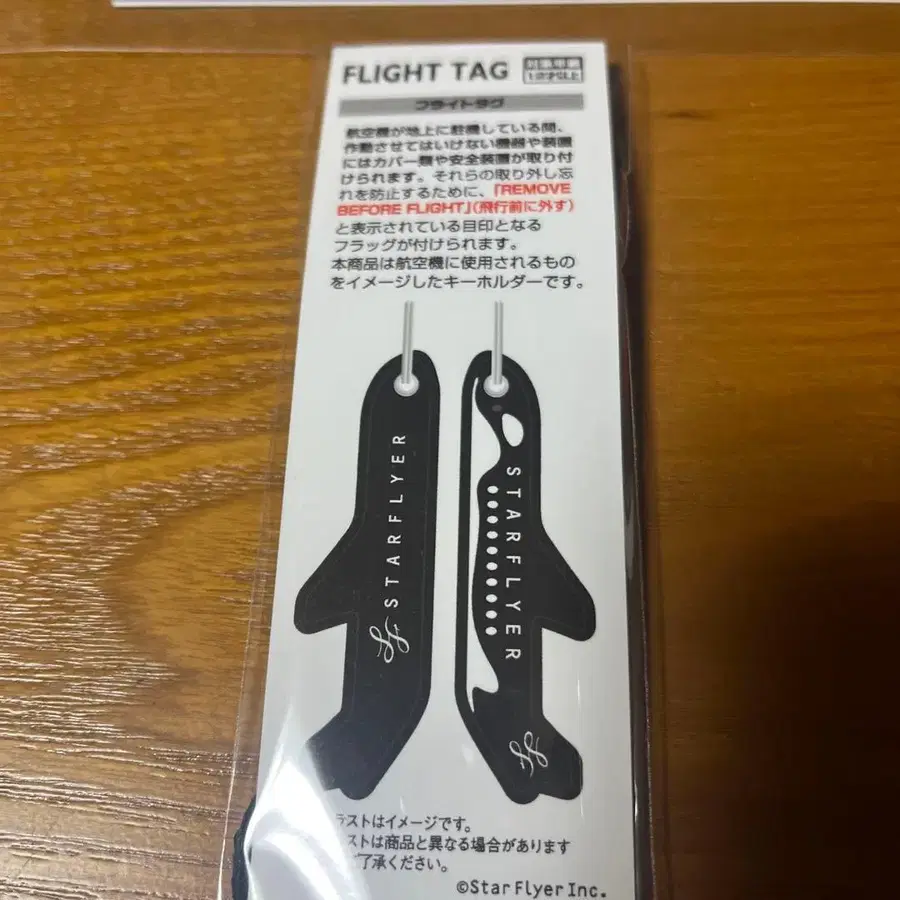 FLIGHT TAG
対象年齢
15才以上
フライトタグ
航空機が地上に駐機している間、
作動させてはいけない機器や装置
にはカバー類や安全装置が取り付
けられます。それらの取り外し忘
れを防止するために、「REMOVE
BEFORE FLIGHT」(飛行前に外す)
と表示されている目印となる
フラッグが付けられます。
本商品は航空機に使用されるもの
をイメージしたキーホルダーです。
STARFLYER
STARFLYER
ラストはイメージです。
ストは商品と異なる場合があります
了承ください。
©Star Flyer Inc.